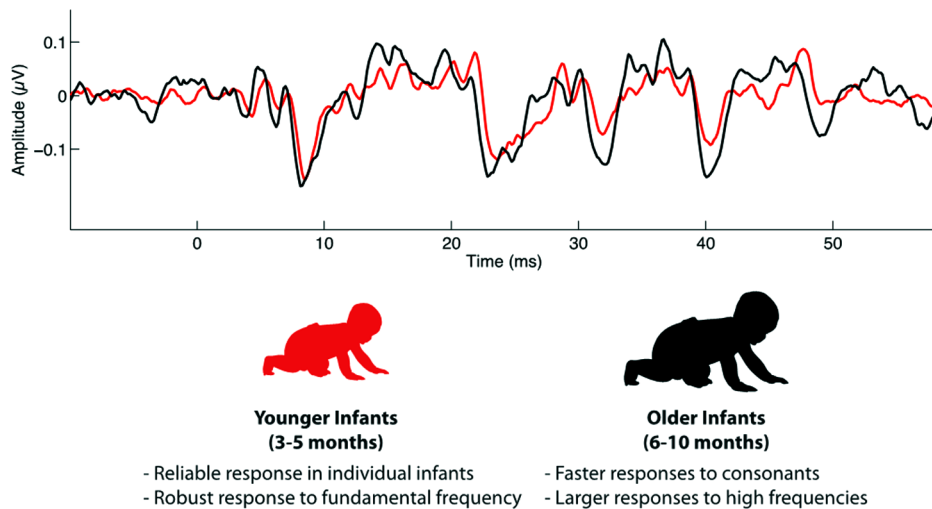 0.1
0
−0.1
Amplitude (μV)
0 10 20 30 40 50
Time (ms)
Younger Infants
(3-5 months)
- Reliable response in individual infants
- Robust response to fundamental frequency
Older Infants
(6-10 months)
- Faster responses to consonants
- Larger responses to high frequencies